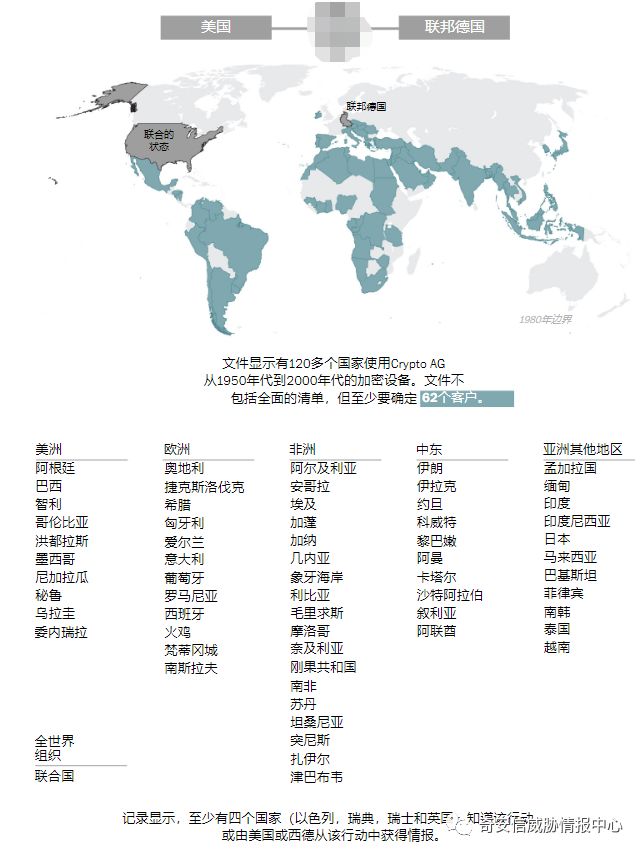 美国
联邦德国
联邦德国
联合的
状态
1980年边界
文件显示有120多个国家使用Crypto AG
从1950年代到2000年代的加密设备。文件不
包括全面的清单，但至少要确定 62个客户。
美洲
阿根廷
巴西
智利
哥伦比亚
洪都拉斯
墨西哥
尼加拉瓜
秘鲁
乌拉圭
委内瑞拉
全世界
组织
联合国
欧洲
奥地利
捷克斯洛伐克
希腊
匈牙利
爱尔兰
意大利
葡萄牙
罗马尼亚
西班牙
火鸡
梵蒂冈城
南斯拉夫
非洲
阿尔及利亚
安哥拉
埃及
加蓬
加纳
几内亚
象牙海岸
利比亚
毛里求斯
摩洛哥
奈及利亚
刚果共和国
南非
苏丹
坦桑尼亚
突尼斯
扎伊尔
津巴布韦
中东
伊朗
伊拉克
约旦
科威特
黎巴嫩
阿曼
卡塔尔
沙特阿拉伯
叙利亚
阿联酋
亚洲其他地区
孟加拉国
缅甸
印度
印度尼西亚
日本
马来西亚
巴基斯坦
菲律宾
南韩
泰国
越南
记录显示，至少有四个国家（以色列，瑞典，瑞士和英国）知道该行动
或由美国或西德从该行动中获得情报。
奇安信威胁情报中心